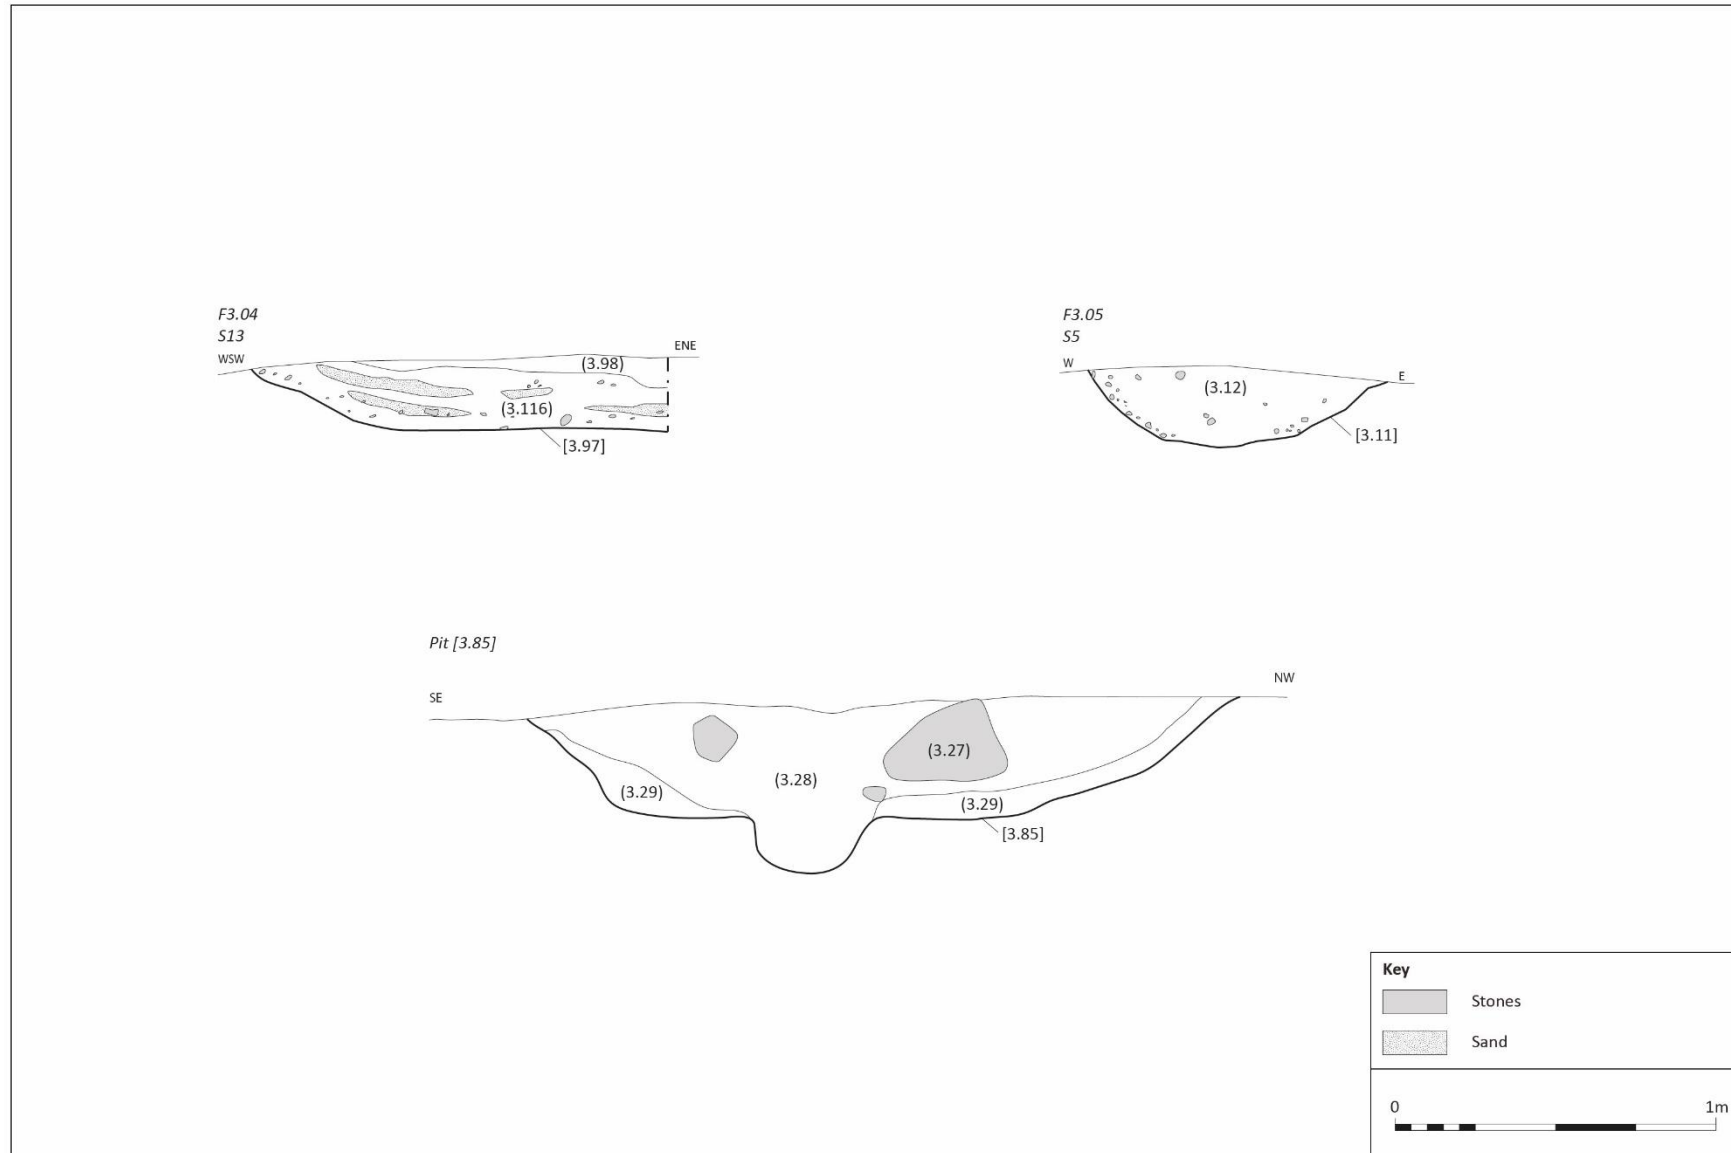 F3.04
S13
WSW
ENE
(3.98)
(3.116)
[3.97]
F3.05
S5
W
E
(3.12)
[3.11]
Pit [3.85]
SE
NW
(3.27)
(3.28)
(3.29)
(3.29)
[3.85]
Key
Stones
Sand
0 1m